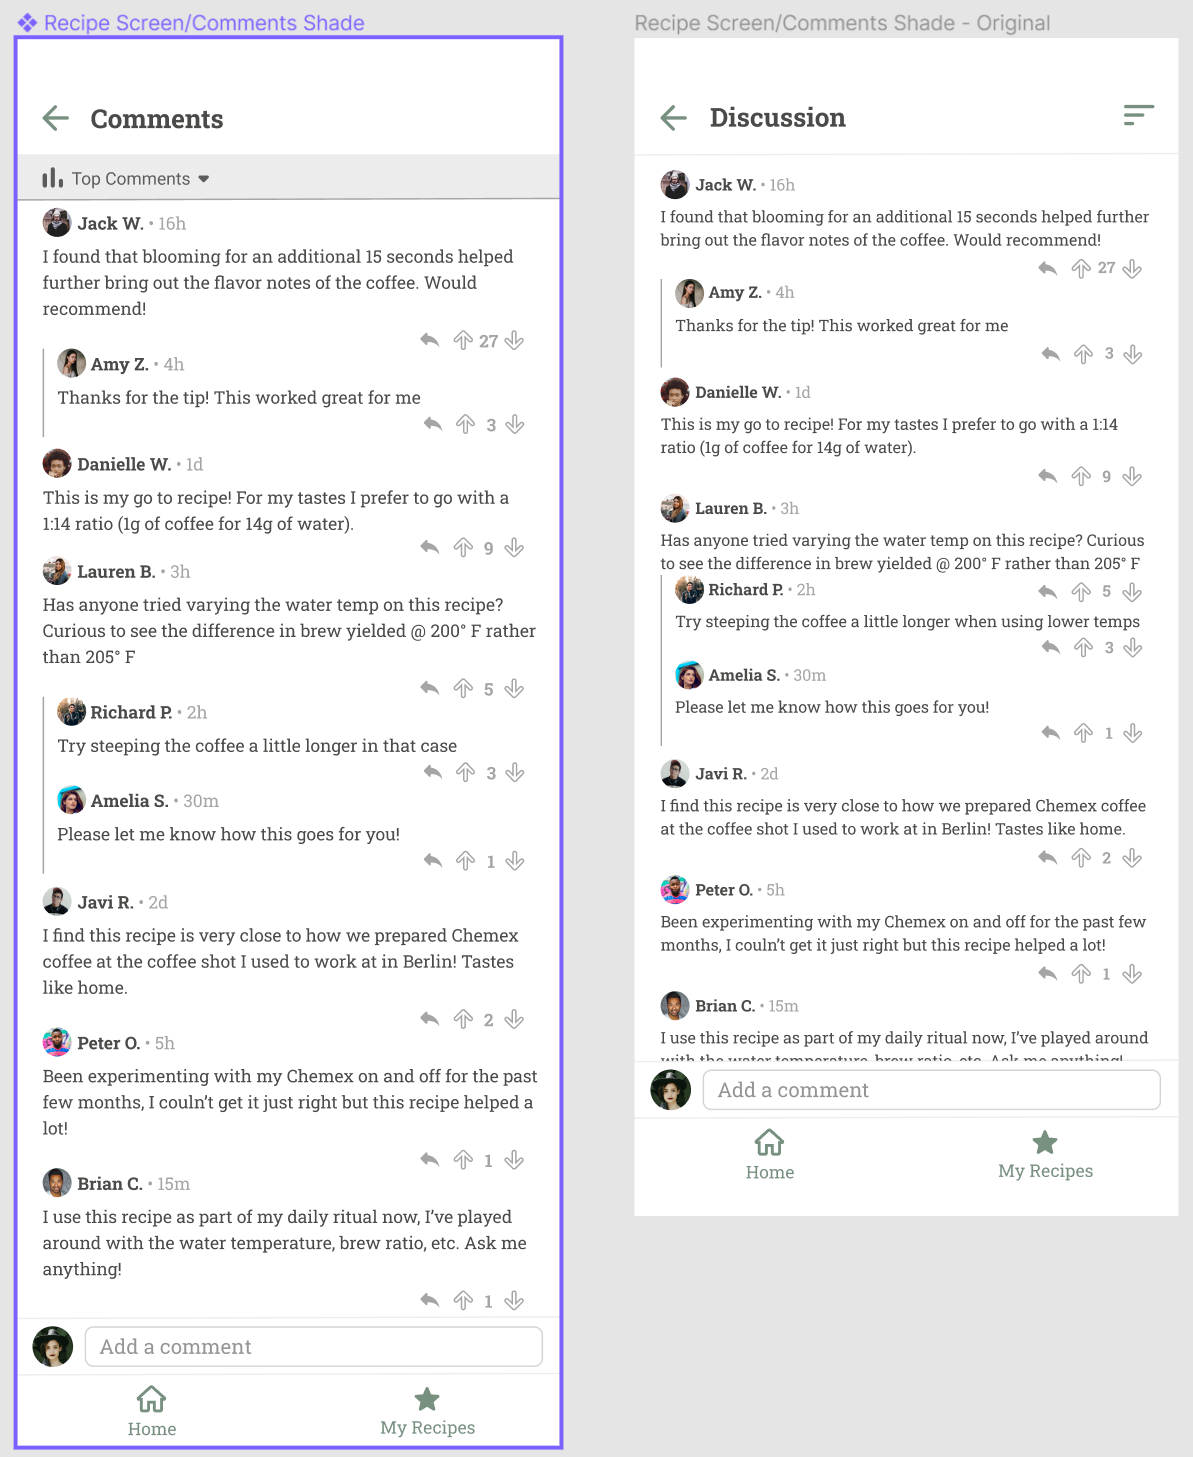 Recipe Screen/Comments Shade
Comments
Top Comments
Jack W. • 16h
I found that blooming for an additional 15 seconds helped
further bring out the flavor notes of the coffee. Would
recommend!
27
Amy Z. • 4h
Thanks for the tip! This worked great for me
3
Danielle W. • 1d
This is my go to recipe! For my tastes I prefer to go with a
1:14 ratio (1g of coffee for 14g of water).
9
Lauren B. • 3h
Has anyone tried varying the water temp on this recipe?
Curious to see the difference in brew yielded @ 200° F rather
than 205° F
5
Richard P. • 2h
Try steeping the coffee a little longer in that case
3
Amelia S. • 30m
Please let me know how this goes for you!
1
Javi R. • 2d
I find this recipe is very close to how we prepared Chemex
coffee at the coffee shot I used to work at in Berlin! Tastes
like home.
2
Peter O. • 5h
Been experimenting with my Chemex on and off for the past
few months, I couln't get it just right but this recipe helped a
lot!
1
Brian C. • 15m
I use this recipe as part of my daily ritual now, I've played
around with the water temperature, brew ratio, etc. Ask me
anything!
1
Add a comment
Home
My Recipes
Recipe Screen/Comments Shade - Original
Discussion
Jack W. • 16h
I found that blooming for an additional 15 seconds helped further
bring out the flavor notes of the coffee. Would recommend!
27
Amy Z. • 4h
Thanks for the tip! This worked great for me
3
Danielle W. • 1d
This is my go to recipe! For my tastes I prefer to go with a 1:14
ratio (1g of coffee for 14g of water).
9
Lauren B. • 3h
Has anyone tried varying the water temp on this recipe? Curious
to see the difference in brew yielded @ 200° F rather than 205° F
Richard P. • 2h
5
Try steeping the coffee a little longer when using lower temps
3
Amelia S. • 30m
Please let me know how this goes for you!
1
Javi R. • 2d
I find this recipe is very close to how we prepared Chemex coffee
at the coffee shot I used to work at in Berlin! Tastes like home.
2
Peter O. • 5h
Been experimenting with my Chemex on and off for the past few
months, I couln't get it just right but this recipe helped a lot!
1
Brian C. • 15m
I use this recipe as part of my daily ritual now, I've played around
with the water temperature, brew ratio, etc. Ask me anything!
Add a comment
Home
My Recipes